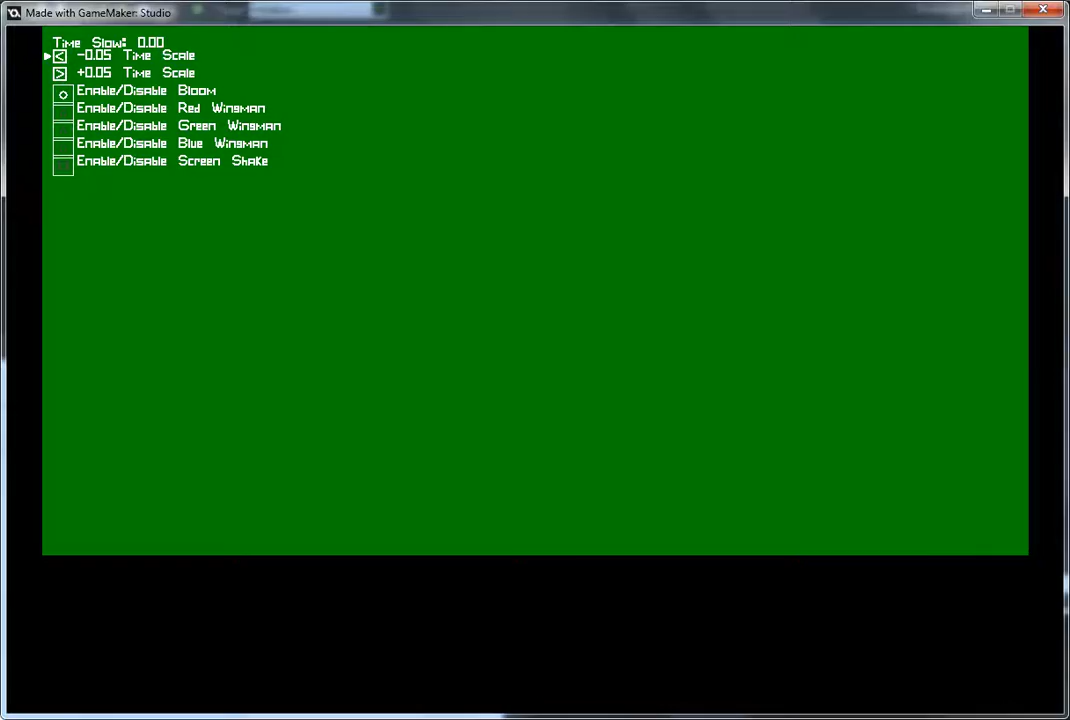 Made with GameMaker: Studio
Time Slow: 0.00
< -0.05 Time Scale
> +0.05 Time Scale
Enable/Disable Bloom
Enable/Disable Red Wingman
Enable/Disable Green Wingman
Enable/Disable Blue Wingman
Enable/Disable Screen Shake